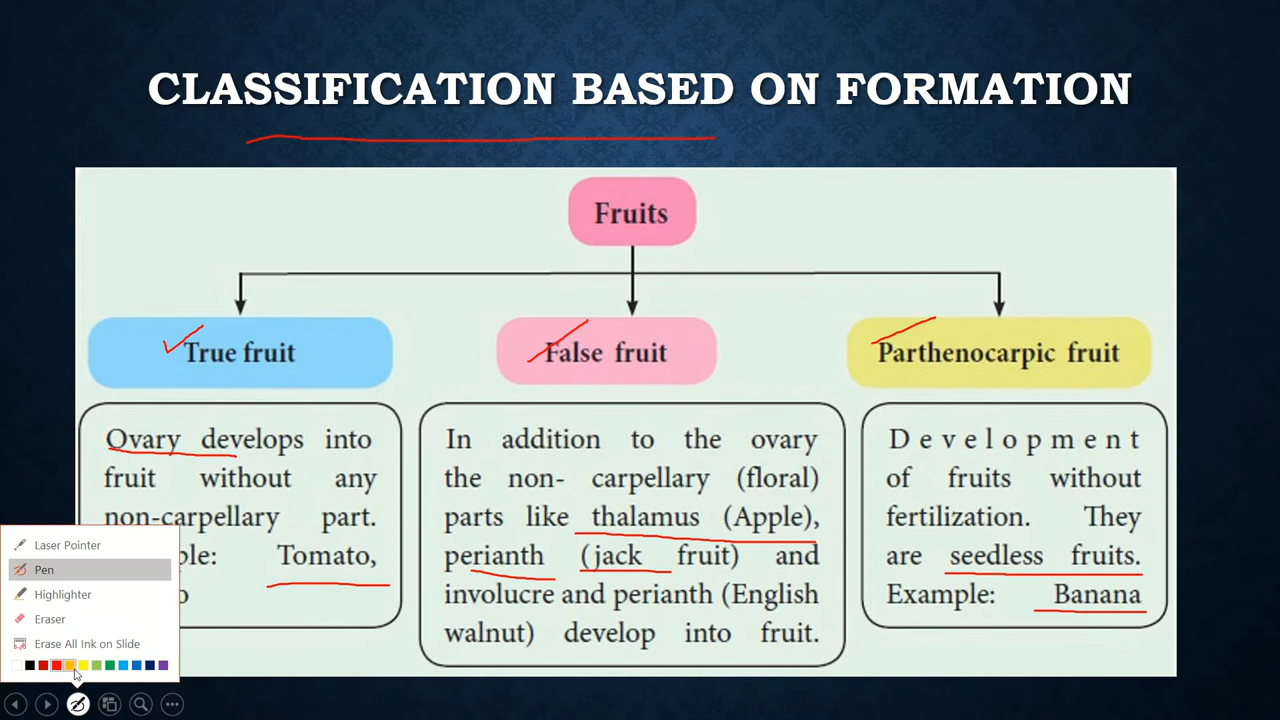 CLASSIFICATION BASED ON FORMATION
Fruits
True fruit
False fruit
Parthenocarpic fruit
Ovary develops into
fruit without any
non-carpellary part.
ple: Tomato,
o
In addition to the ovary
the non- carpellary (floral)
parts like thalamus (Apple),
perianth (jack fruit) and
involucre and perianth (English
walnut) develop into fruit.
Development
of fruits without
fertilization. They
are seedless fruits.
Example: Banana
Laser Pointer
Pen
Highlighter
Eraser
Erase All Ink on Slide